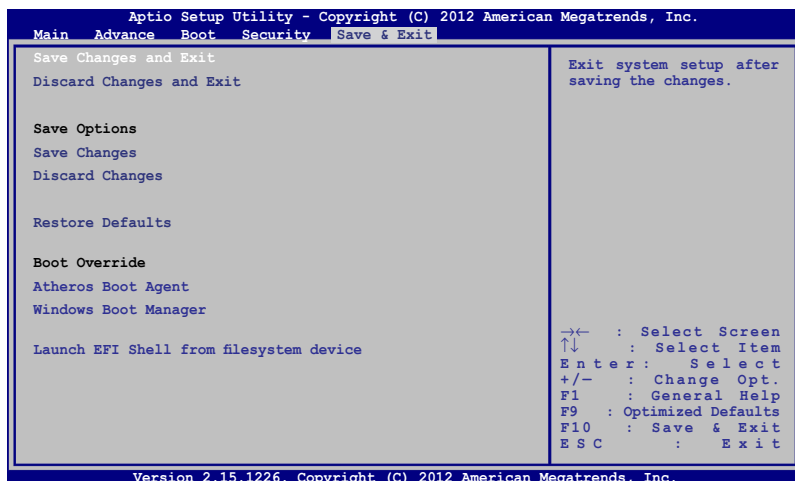 Aptio Setup Utility - Copyright (C) 2012 American Megatrends, Inc.
Main Advance Boot Security Save & Exit
Save Changes and Exit
Discard Changes and Exit
Save Options
Save Changes
Discard Changes
Restore Defaults
Boot Override
Atheros Boot Agent
Windows Boot Manager
Launch EFI Shell from filesystem device
Exit system setup after
saving the changes.
→← : Select Screen
↑↓ : Select Item
Enter: Select
+/— : Change Opt.
F1 : General Help
F9 : Optimized Defaults
F10 : Save & Exit
ESC : Exit
Version 2.15.1226. Copyright (C) 2012 American Megatrends, Inc.